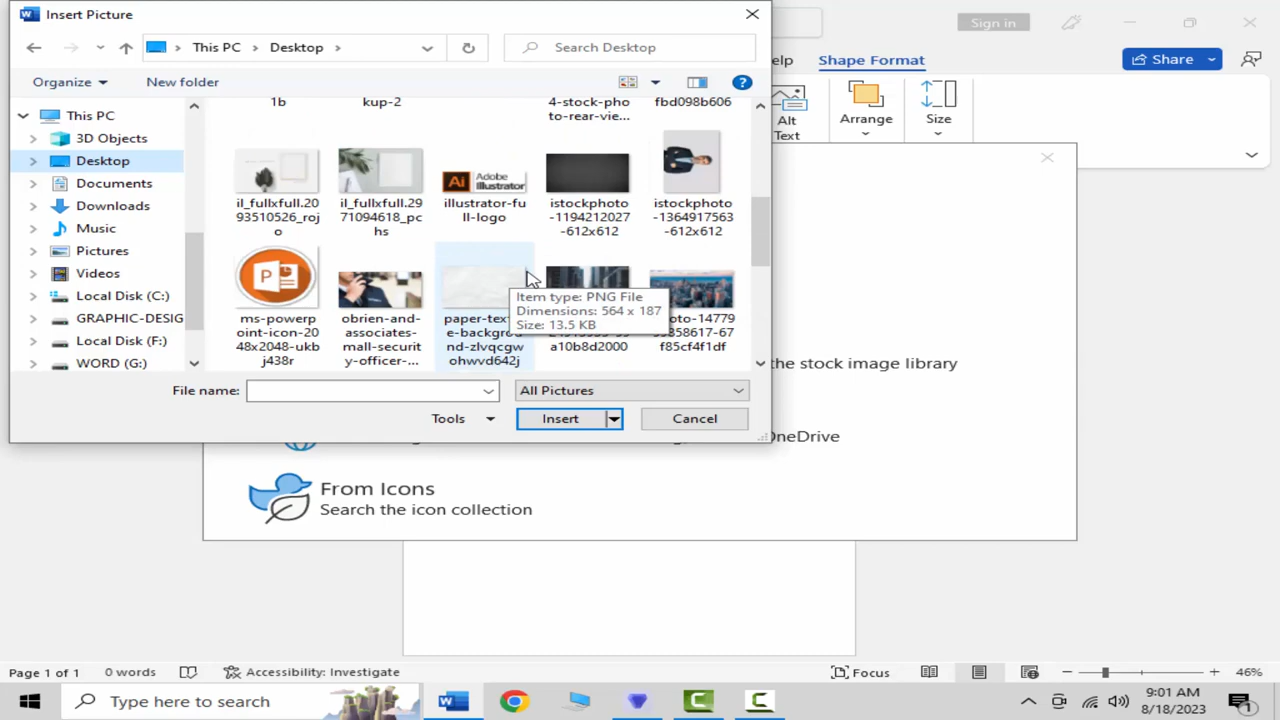 Insert Picture
Sign in
This PC
Desktop
Search Desktop
lp
Shape Format
Share
Organize
New folder
Alt
Text
Arrange
Size
This PC
3D Objects
Desktop
Documents
Downloads
Music
Pictures
Videos
Local Disk (C:)
GRAPHIC-DESIG
Local Disk (F:)
WORD (G:)
1b
kup-2
4-stock-pho
to-rear-vie...
fbd098b606
Ai Adobe
Illustrator
il_fullxfull.20
93510526_rojo
o
il_fullxfull.29
71094618_pc
hs
illustrator-fu
ll-logo
istockphoto
-1194212027
-612x612
istockphoto
-1364917563
-612x612
P
ms-powerp
oint-icon-20
48x2048-ukb
j438r
obrien-and-
associates-
mall-security
y-officer-...
paper-tex
e-backgro
nd-zlvqcgw
ohwvd642j
Item type: PNG File
Dimensions: 564 x 187
Size: 13.5 KB
a10b8d2000
oto-14779
858617-67
f85cf4f1df
File name:
All Pictures
Tools
Insert
Cancel
the stock image library
OneDrive
From Icons
Search the icon collection
Page 1 of 1
0 words
Accessibility: Investigate
Focus
46%
Type here to search
9:01 AM
8/18/2023
1